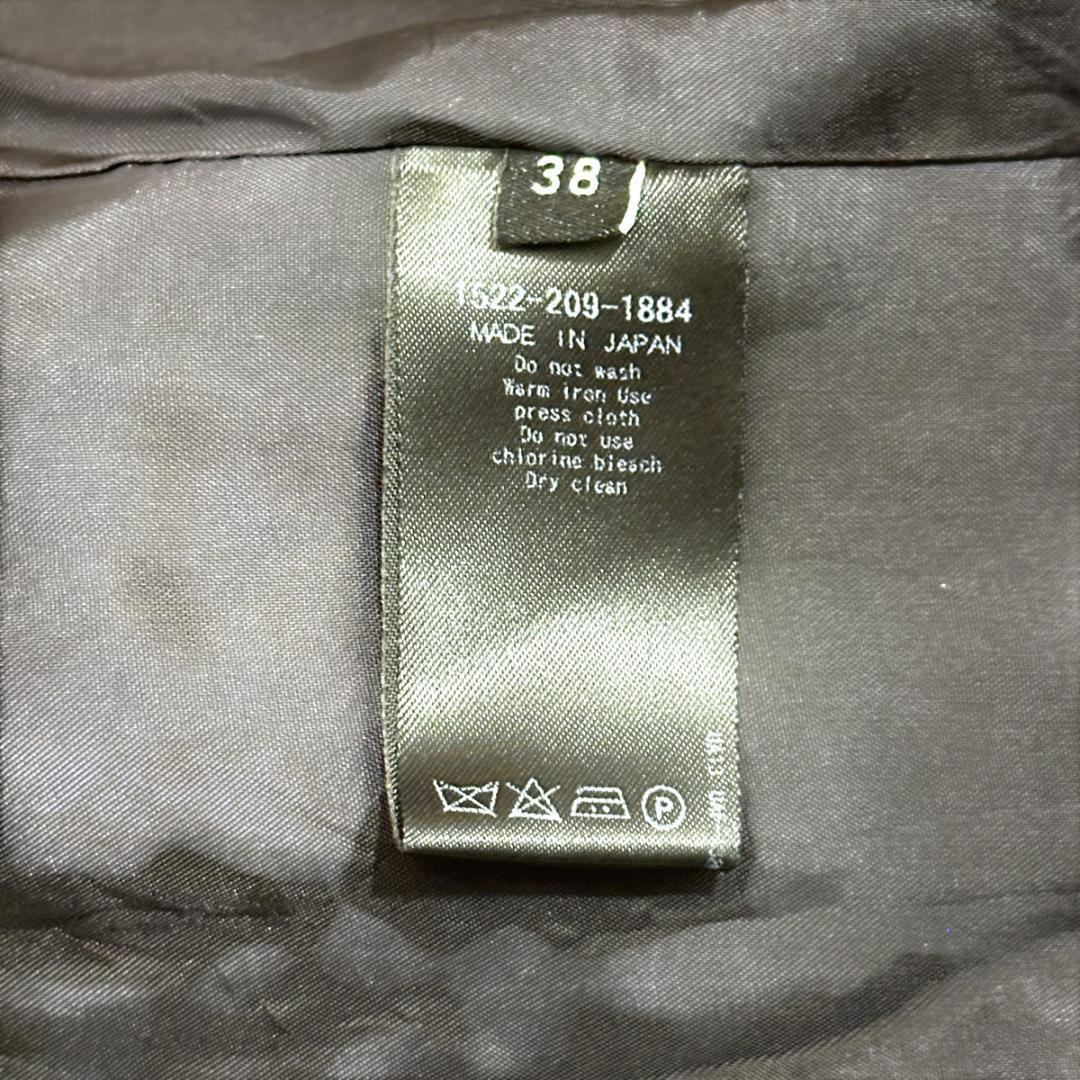 38
1522-209-1884
MADE IN JAPAN
Do not wash
Warm iron Use
press cloth
Do not use
chlorine bleach
Dry clean
P